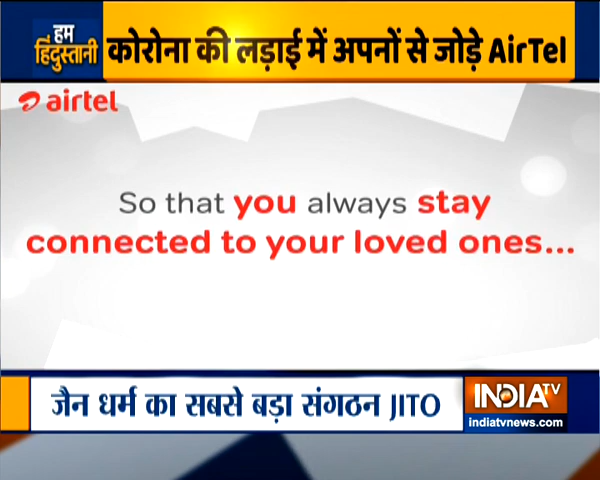 हम
हिंदुस्तानी
कोरोना की लड़ाई में अपनों से जोड़े AirTel
airtel
So that you always stay
connected to your loved ones...
जैन धर्म का सबसे बड़ा संगठन JITO
INDIA TV
indiatvnews.com